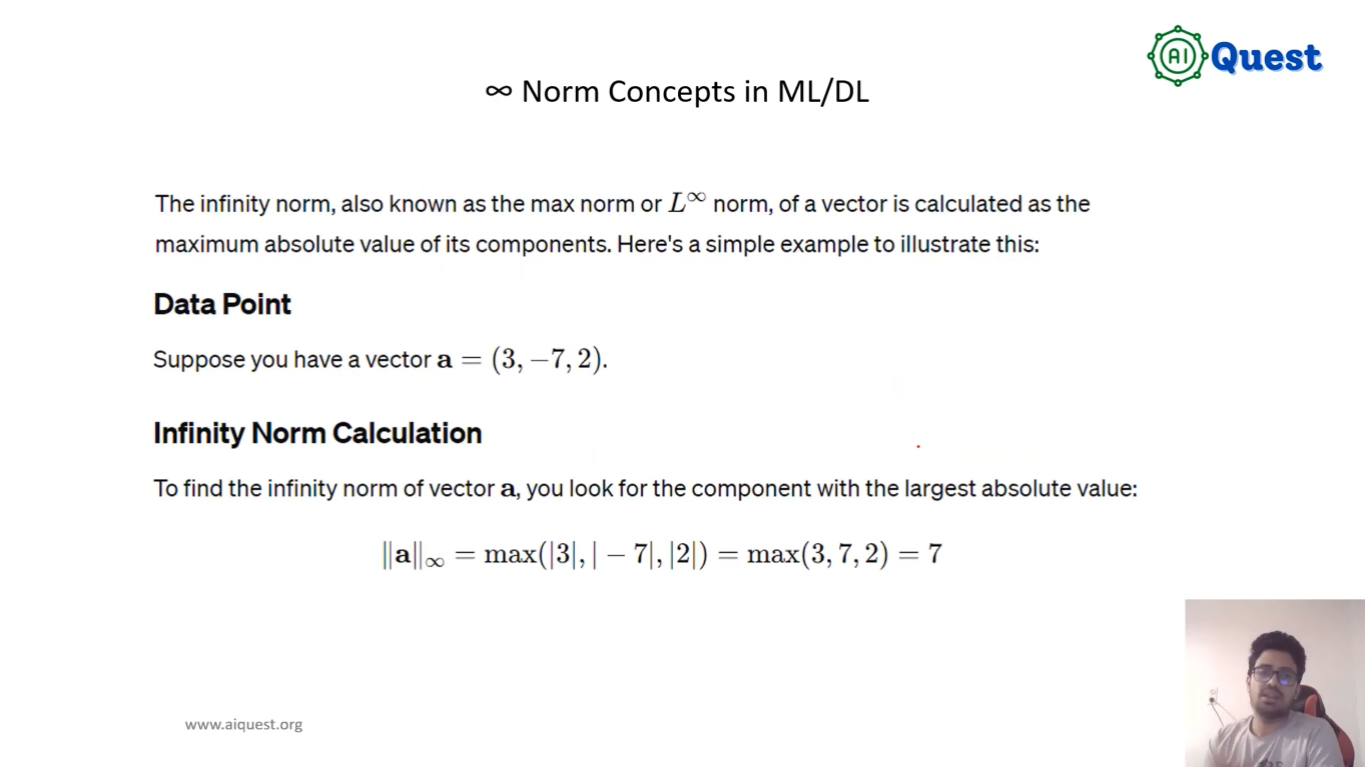 AI Quest
∞ Norm Concepts in ML/DL
The infinity norm, also known as the max norm or L^∞ norm, of a vector is calculated as the
maximum absolute value of its components. Here's a simple example to illustrate this:
Data Point
Suppose you have a vector a = (3, −7, 2).
Infinity Norm Calculation
To find the infinity norm of vector a, you look for the component with the largest absolute value:
‖a‖_∞ = max(|3|, | − 7|, |2|) = max(3, 7, 2) = 7
www.aiquest.org